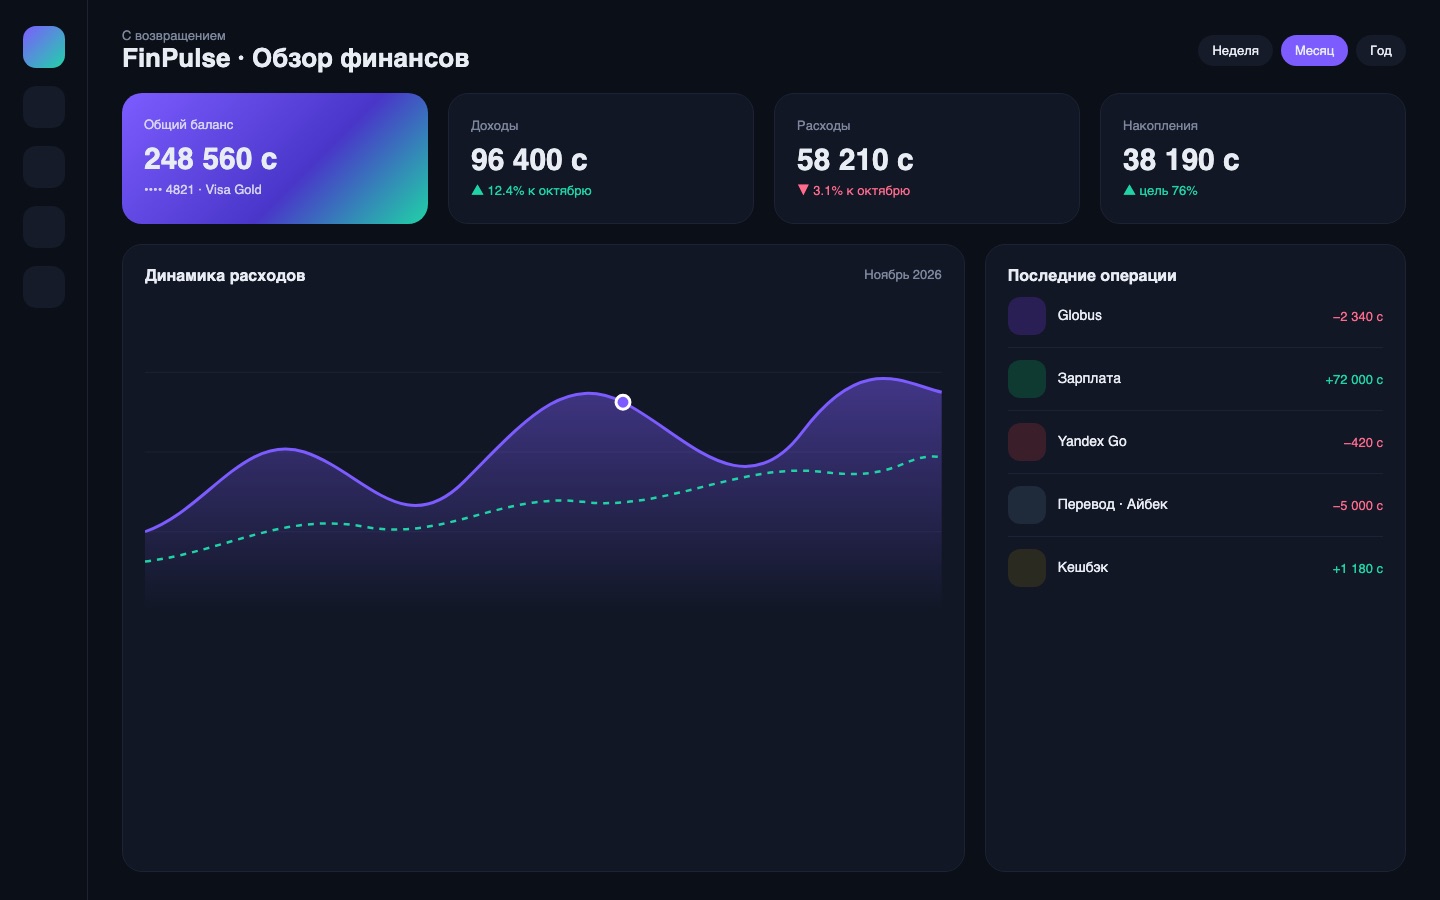 С возвращением
FinPulse · Обзор финансов
Неделя
Месяц
Год
Общий баланс
248 560 с
•••• 4821 · Visa Gold
Доходы
96 400 с
▲ 12.4% к октябрю
Расходы
58 210 с
▼ 3.1% к октябрю
Накопления
38 190 с
▲ цель 76%
Динамика расходов
Ноябрь 2026
Последние операции
Globus
−2 340 с
Зарплата
+72 000 с
Yandex Go
−420 с
Перевод · Айбек
−5 000 с
Кешбэк
+1 180 с